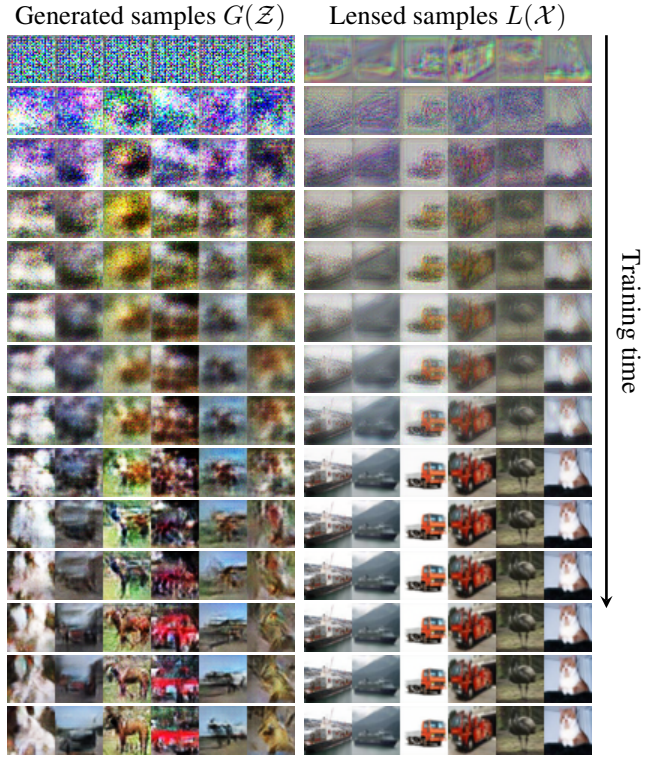 Generated samples G(𝒵)
Lensed samples L(𝒳)
Training time